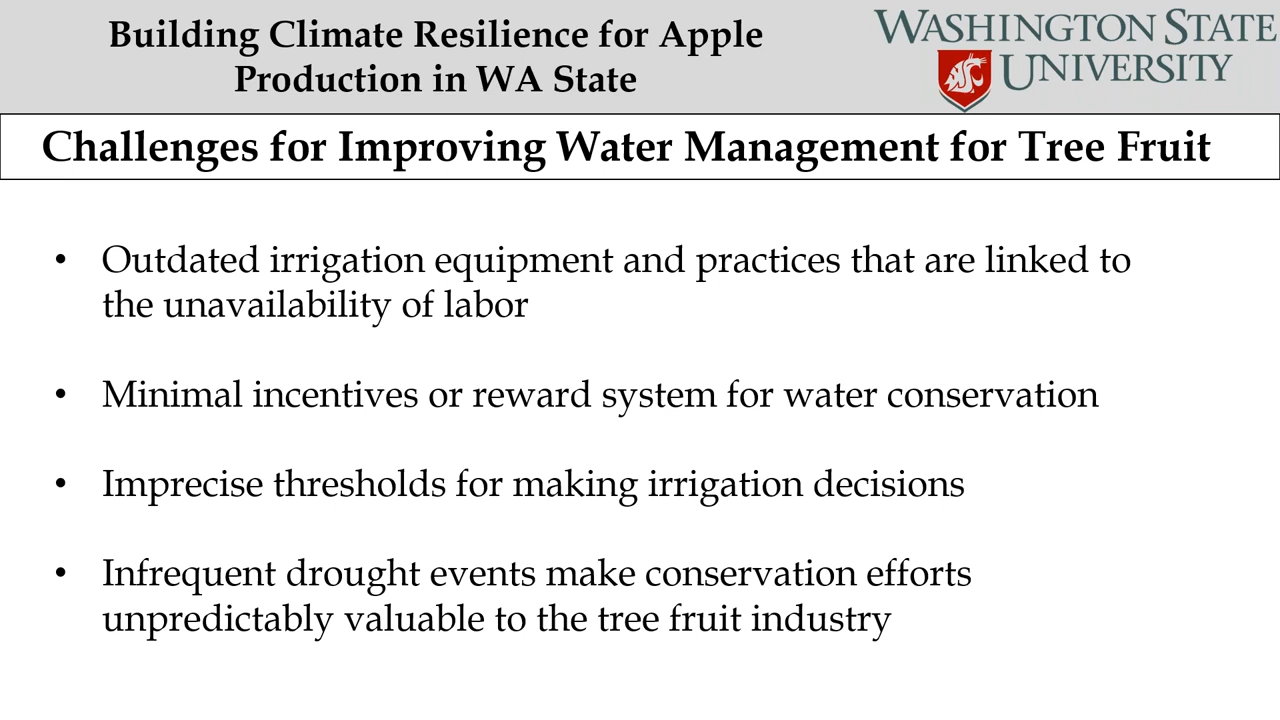 Building Climate Resilience for Apple
Production in WA State
WASHINGTON STATE
UNIVERSITY
Challenges for Improving Water Management for Tree Fruit
• Outdated irrigation equipment and practices that are linked to
the unavailability of labor
• Minimal incentives or reward system for water conservation
• Imprecise thresholds for making irrigation decisions
• Infrequent drought events make conservation efforts
unpredictably valuable to the tree fruit industry